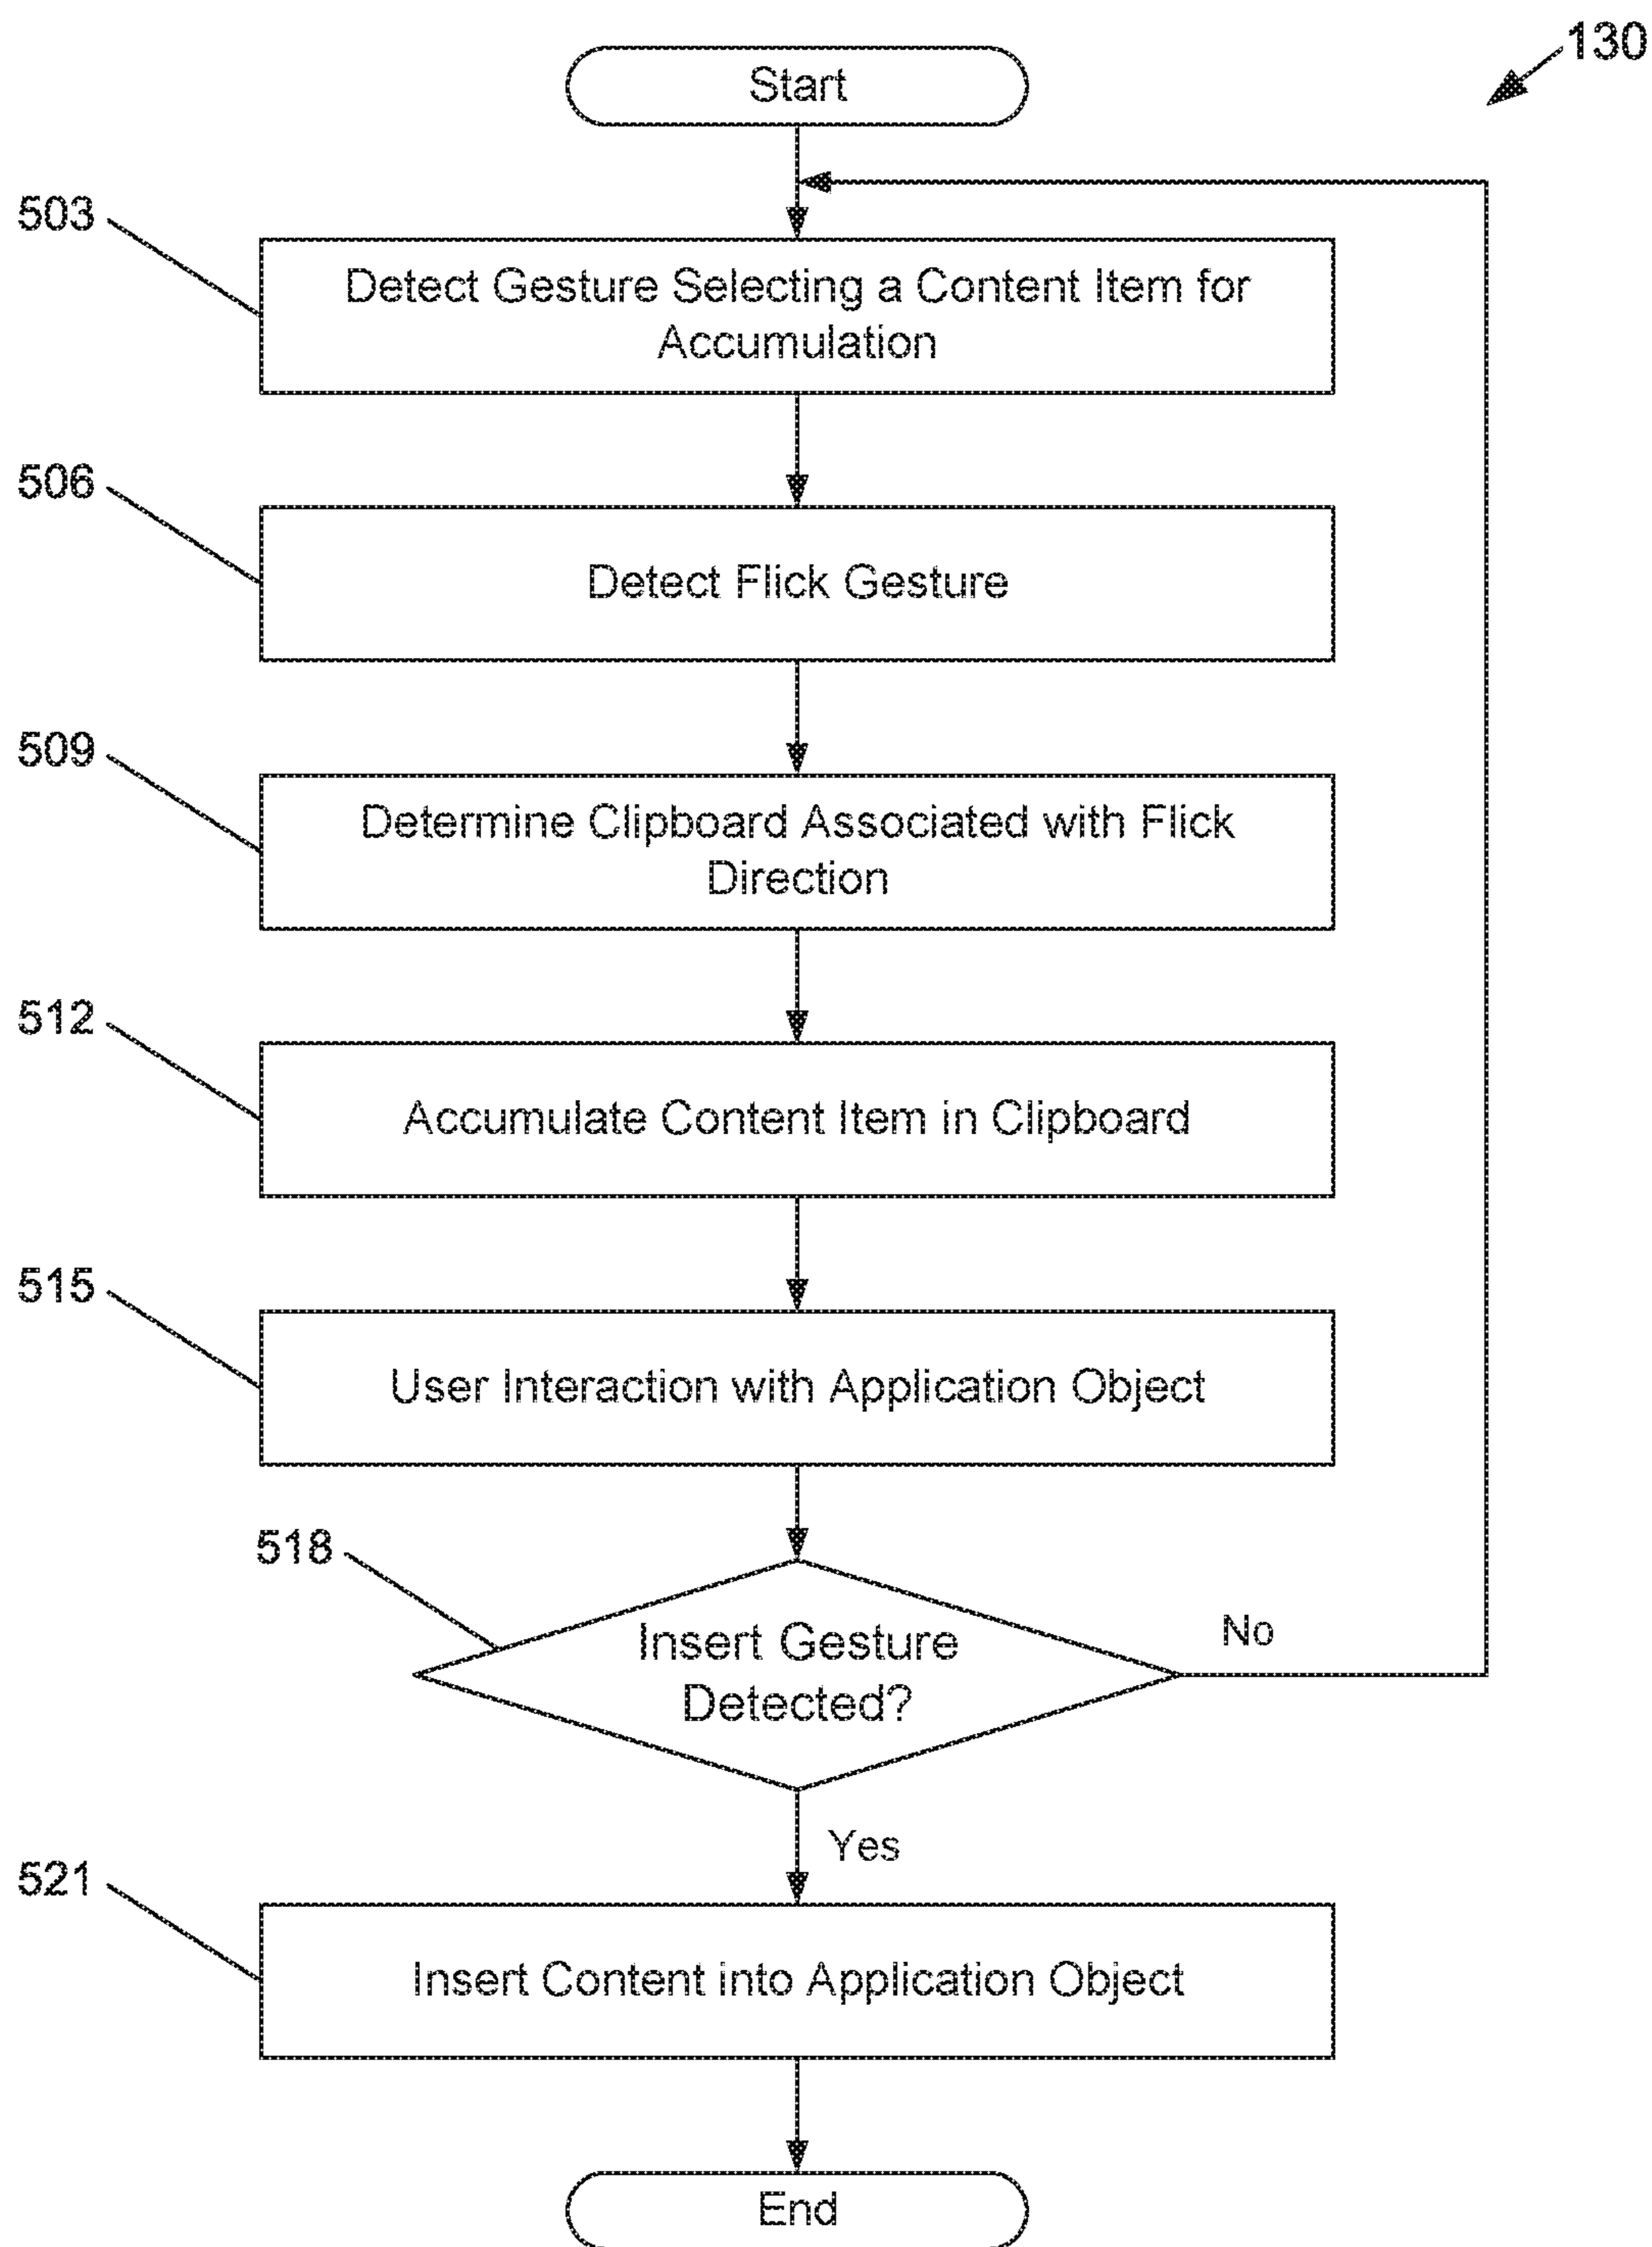 130
Start
503
Detect Gesture Selecting a Content Item for
Accumulation
506
Detect Flick Gesture
509
Determine Clipboard Associated with Flick
Direction
512
Accumulate Content Item in Clipboard
515
User Interaction with Application Object
518
Insert Gesture
Detected?
No
Yes
521
Insert Content into Application Object
End